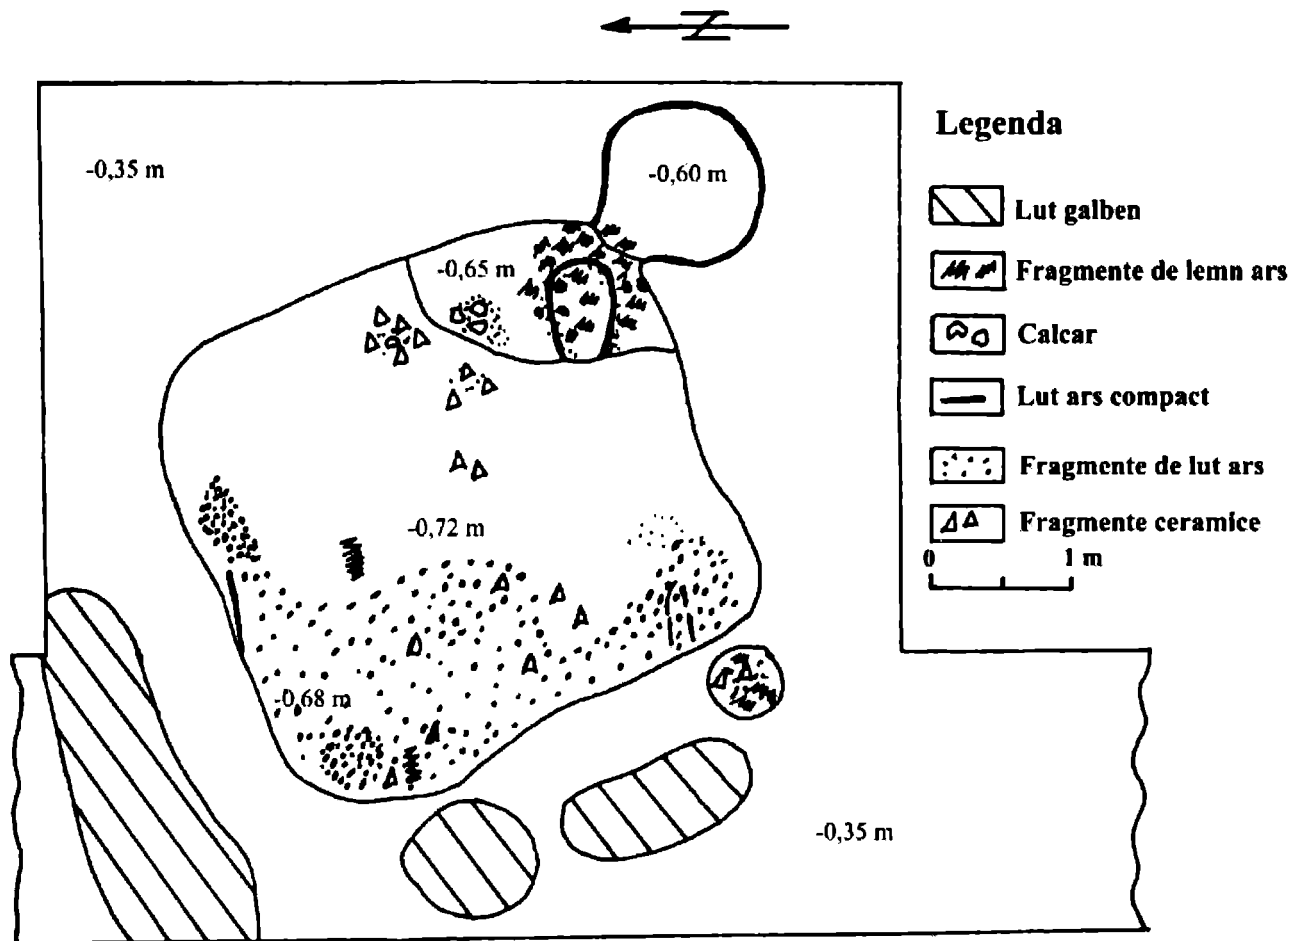 Z
-0,35 m
-0,60 m
-0,65 m
-0,72 m
-0,68 m
-0,35 m
Legenda
Lut galben
Fragmente de lemn ars
Calcar
Lut ars compact
Fragmente de lut ars
Fragmente ceramice
0 1 m